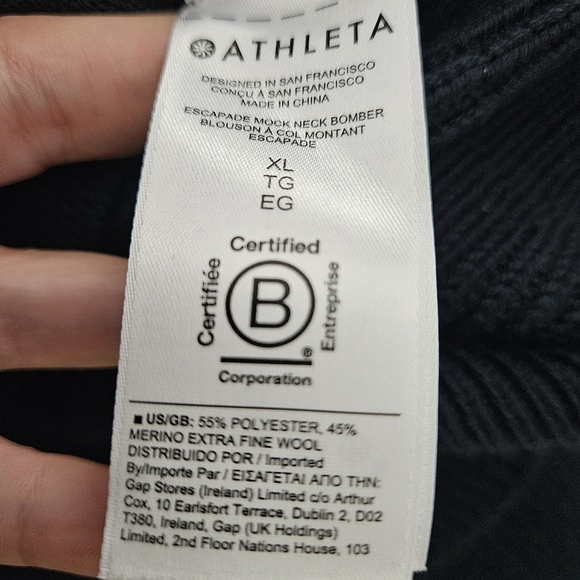 ATHLETA
DESIGNED IN SAN FRANCISCO
CONÇU À SAN FRANCISCO
MADE IN CHINA
ESCAPADE MOCK NECK BOMBER
BLOUSON À COL MONTANT
ESCAPADE
XL
TG
EG
Certified
Certifiée
B
Entreprise
®
Corporation
■ US/GB: 55% POLYESTER, 45%
MERINO EXTRA FINE WOOL
DISTRIBUIDO POR / Imported
By/Importe Par / ΕΙΣΑΓΕΤΑΙ ΑΠΟ ΤΗΝ:
Gap Stores (Ireland) Limited c/o Arthur
Cox, 10 Earlsfort Terrace, Dublin 2, D02
T380, Ireland, Gap (UK Holdings)
Limited, 2nd Floor Nations House, 103